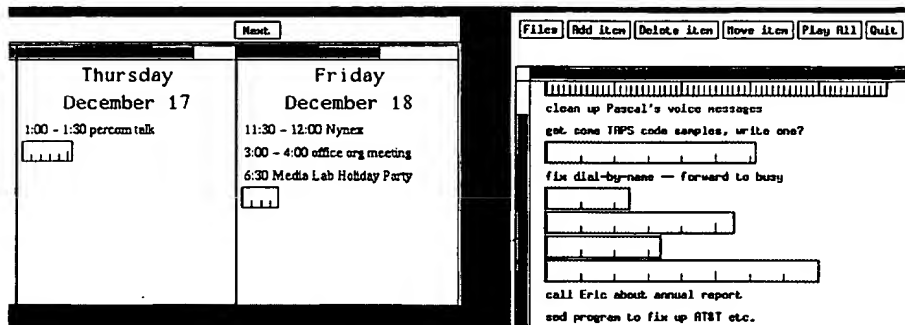 Next
Thursday
December 17
1:00 - 1:30 percom talk
Friday
December 18
11:30 - 12:00 Nynex
3:00 - 4:00 office org meeting
6:30 Media Lab Holiday Party
Files Add item Delete item Move item Play All Quit
clean up Pascal's voice messages
get some TAPS code samples, write one?
fix dial-by-name — forward to busy
call Eric about annual report
sed program to fix up AT&T etc.